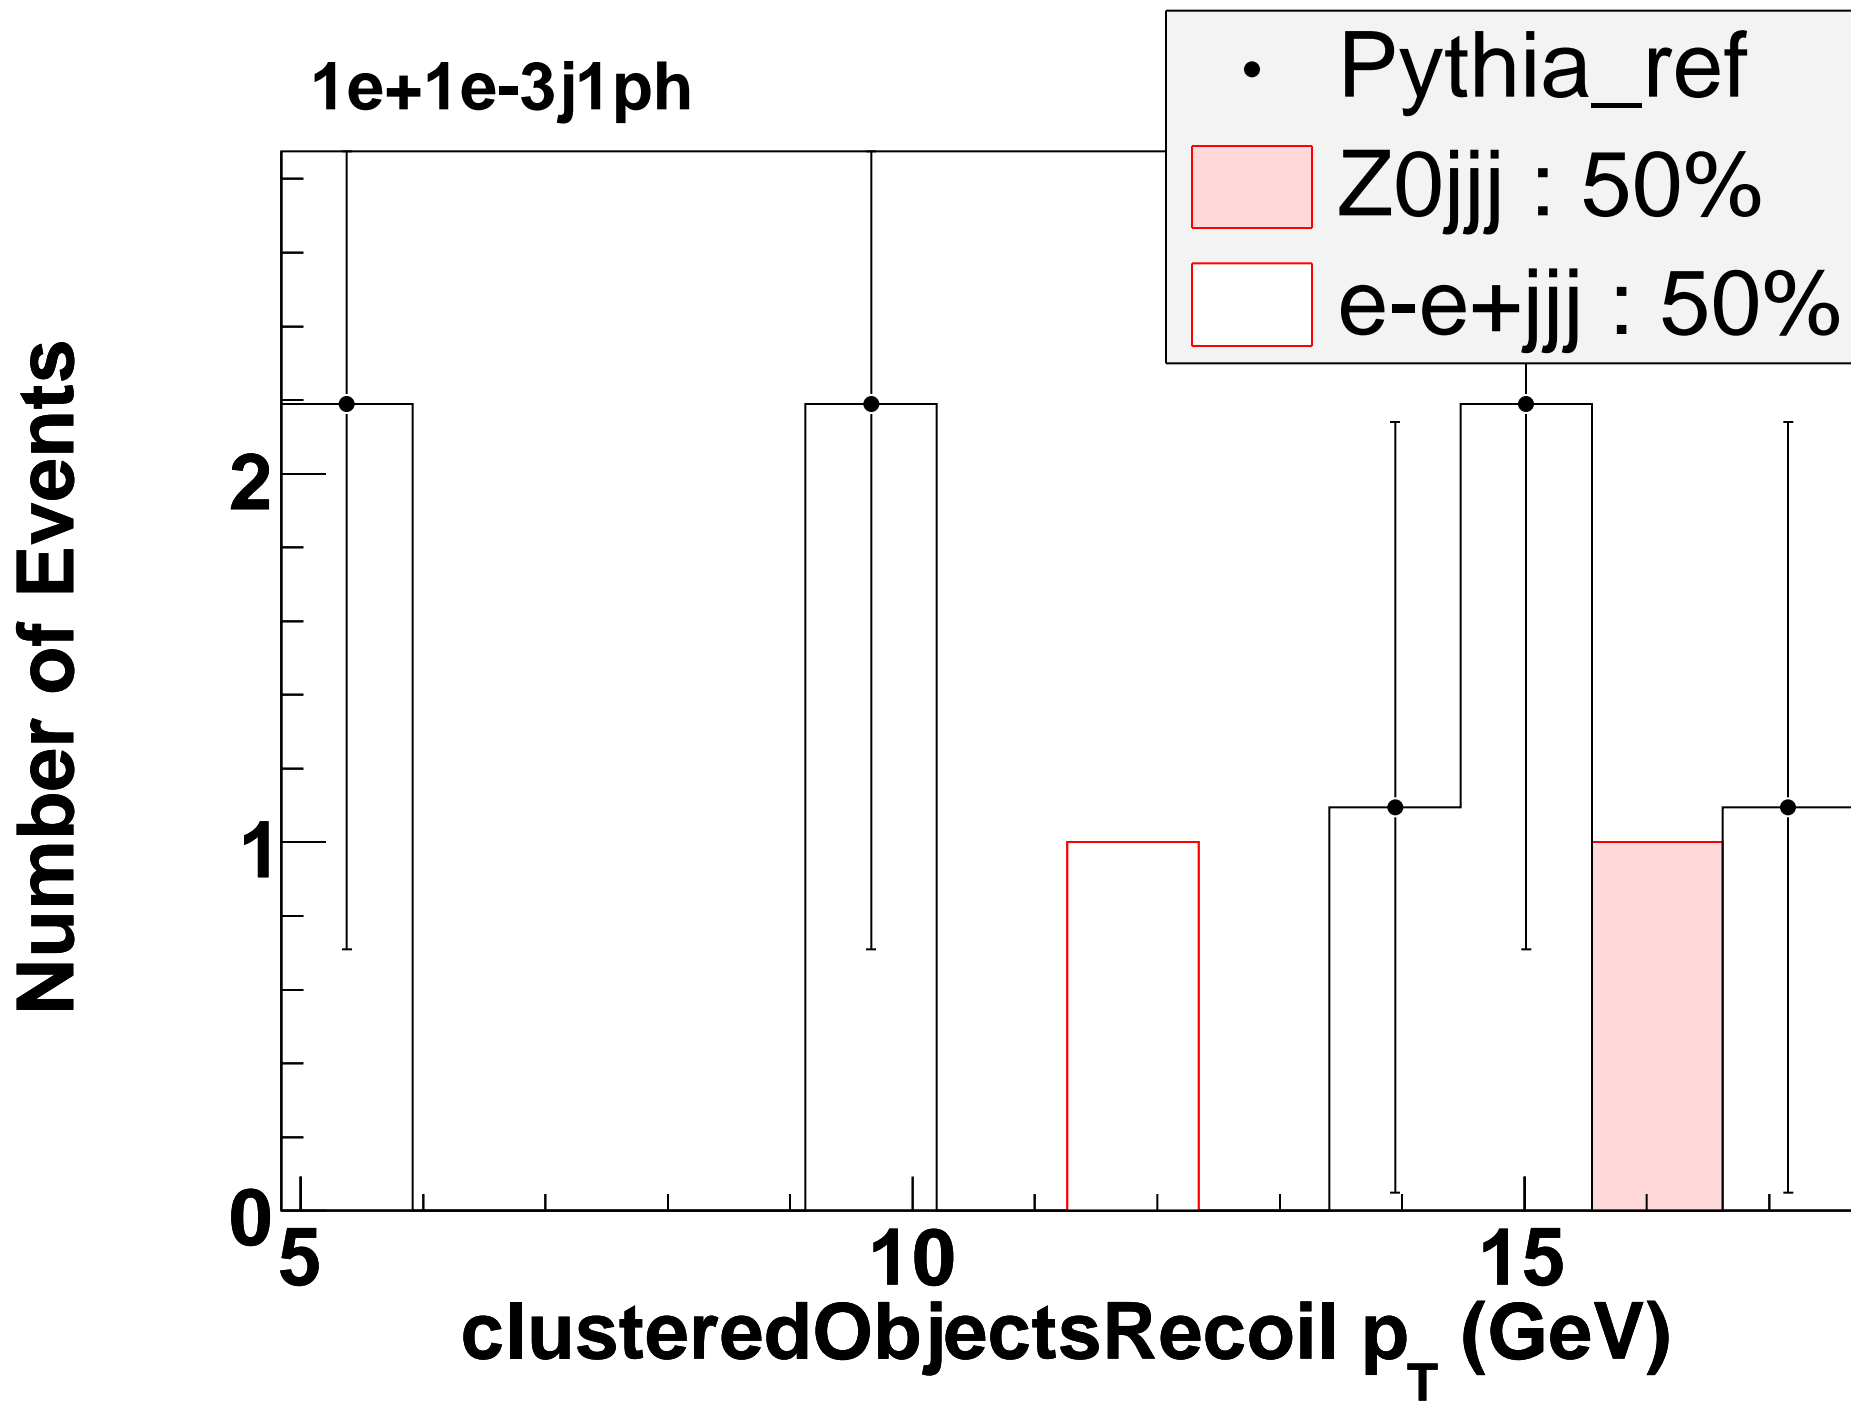 1e+1e-3j1ph
Pythia_ref
Z0jjj : 50%
e-e+jjj : 50%
Number of Events
2
1
0
5 10 15
clusteredObjectsRecoil p_T (GeV)